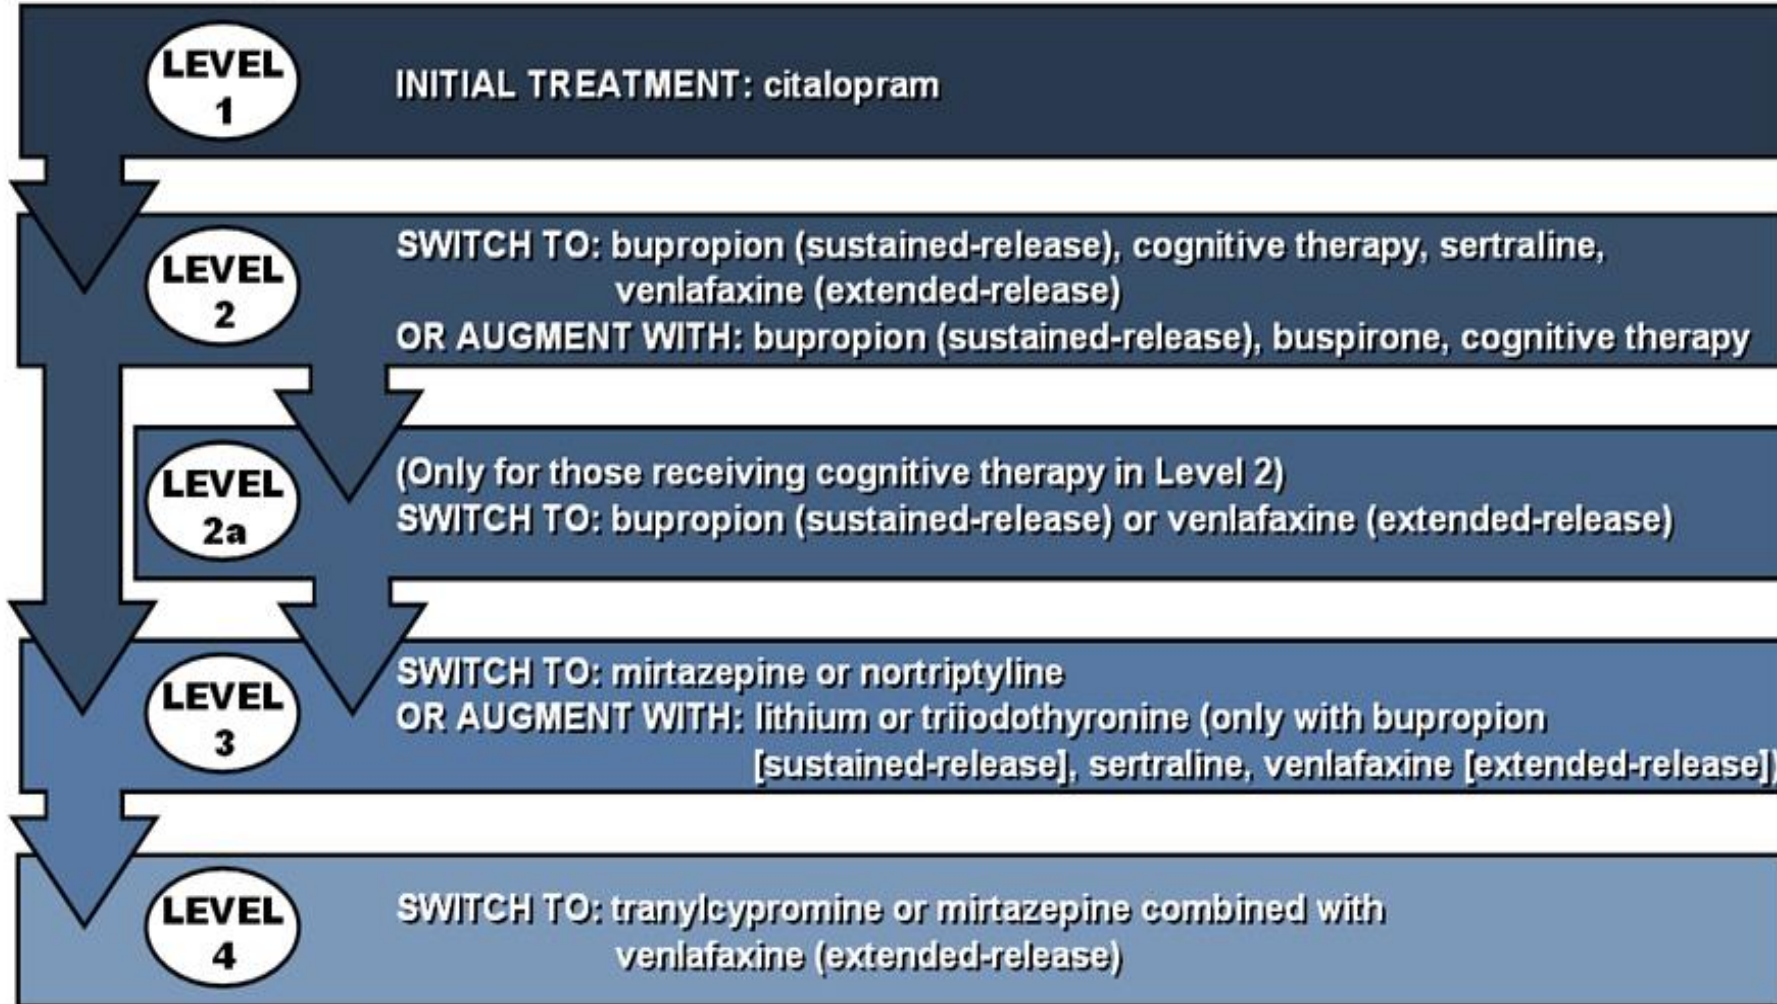 LEVEL
1
INITIAL TREATMENT: citalopram
LEVEL
2
SWITCH TO: bupropion (sustained-release), cognitive therapy, sertraline,
venlafaxine (extended-release)
OR AUGMENT WITH: bupropion (sustained-release), buspirone, cognitive therapy
LEVEL
2a
(Only for those receiving cognitive therapy in Level 2)
SWITCH TO: bupropion (sustained-release) or venlafaxine (extended-release)
LEVEL
3
SWITCH TO: mirtazepine or nortriptyline
OR AUGMENT WITH: lithium or triiodothyronine (only with bupropion
[sustained-release], sertraline, venlafaxine [extended-release])
LEVEL
4
SWITCH TO: tranylcypromine or mirtazepine combined with
venlafaxine (extended-release)